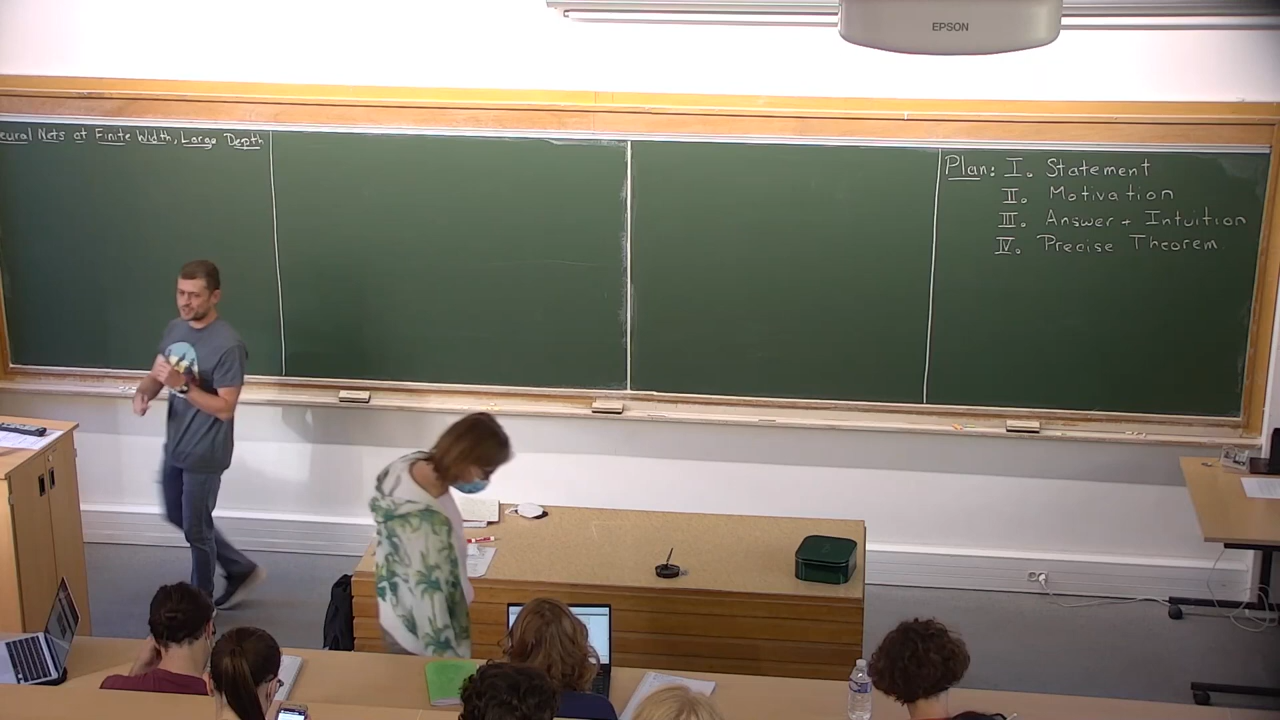 EPSON
eural Nets at Finite Width, Large Depth
Plan: I. Statement
II. Motivation
III. Answer + Intuition
IV. Precise Theorem